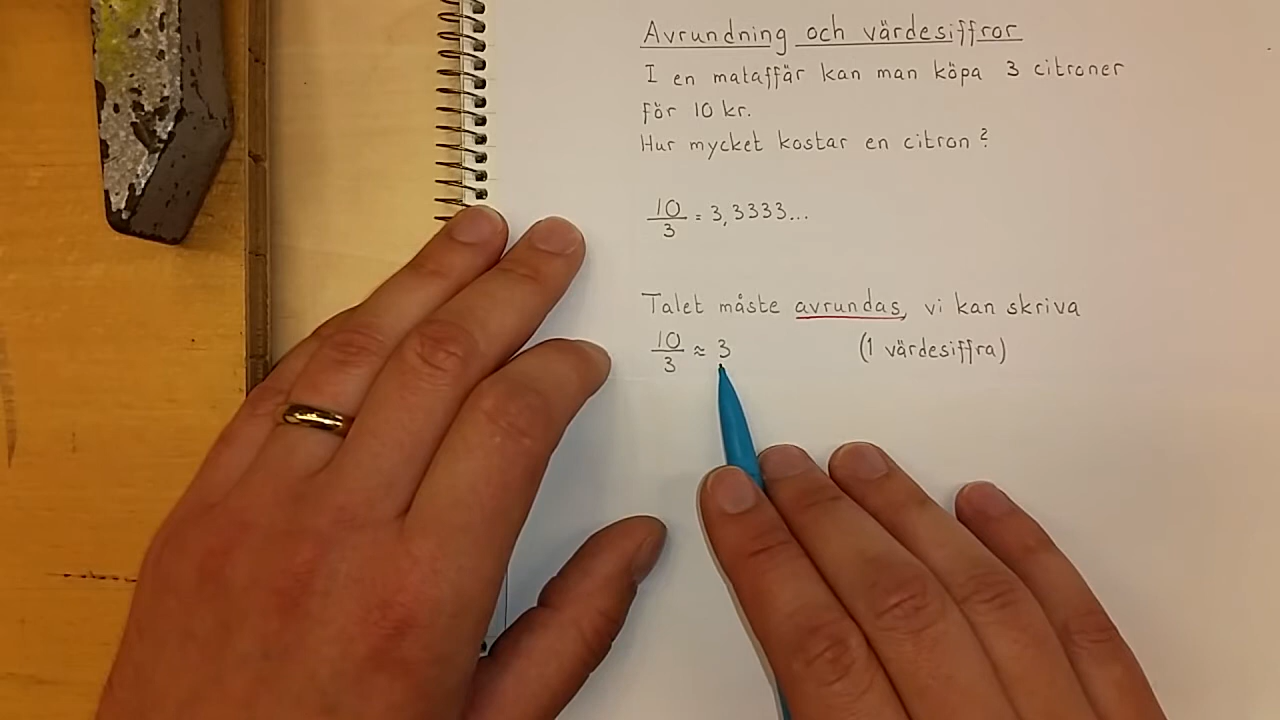 Avrundning och värdesiffror
I en mataffär kan man köpa 3 citroner
för 10 kr.
Hur mycket kostar en citron?
10/3 = 3,3333...
Talet måste avrundas, vi kan skriva
10/3 ≈ 3 (1 värdesiffra)